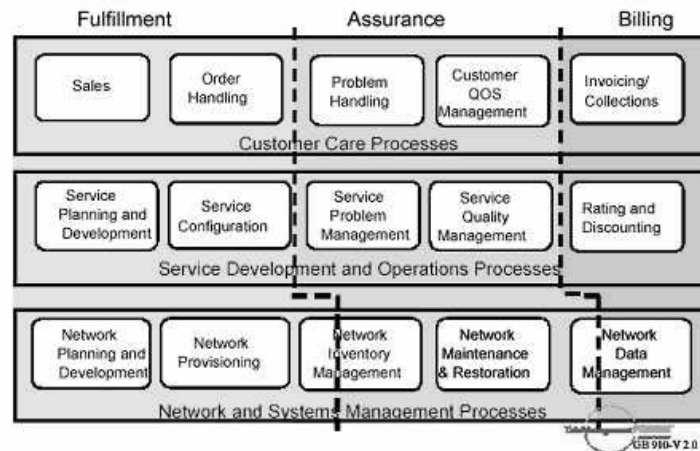 Fulfillment Assurance Billing
Sales
Order
Handling
Problem
Handling
Customer
QOS
Management
Invoicing/
Collections
Customer Care Processes
Service
Planning and
Development
Service
Configuration
Service
Problem
Management
Service
Quality
Management
Rating and
Discounting
Service Development and Operations Processes
Network
Planning and
Development
Network
Provisioning
Network
Inventory
Management
Network
Maintenance
& Restoration
Network
Data
Management
Network and Systems Management Processes
GB 910-V 2.0